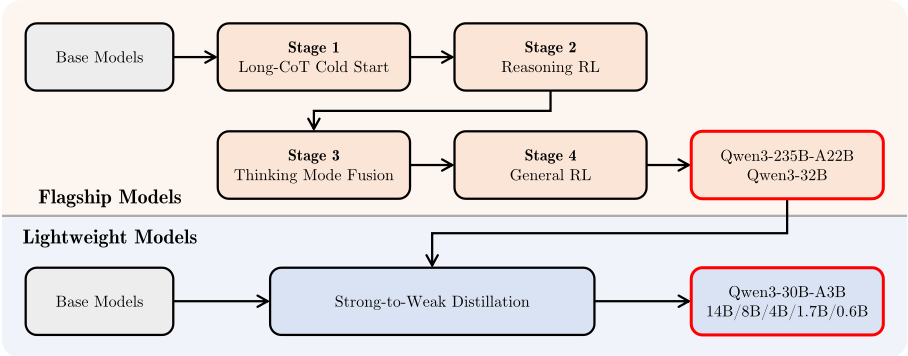 Base Models
Stage 1
Long-CoT Cold Start
Stage 2
Reasoning RL
Stage 3
Thinking Mode Fusion
Stage 4
General RL
Qwen3-235B-A22B
Qwen3-32B
Flagship Models
Lightweight Models
Base Models
Strong-to-Weak Distillation
Qwen3-30B-A3B
14B/8B/4B/1.7B/0.6B